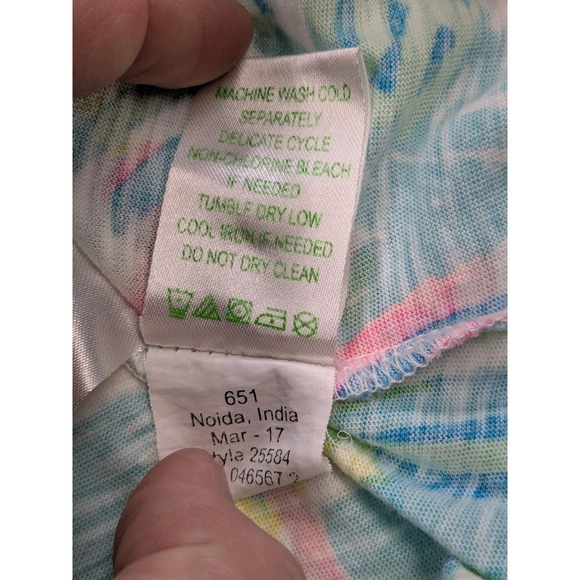 MACHINE WASH COLD
SEPARATELY
DELICATE CYCLE
NON-CHLORINE BLEACH
IF NEEDED
TUMBLE DRY LOW
COOL IRON IF NEEDED
DO NOT DRY CLEAN
651
Noida, India
Mar - 17
tyle 25584
046567